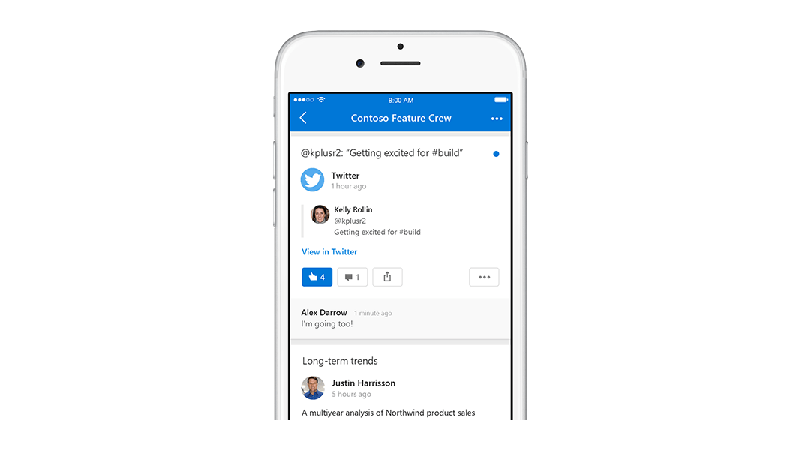 9:00 AM
Contoso Feature Crew
@kplusr2: "Getting excited for #build"
Twitter
1 hour ago
Kelly Rollin
@kplusr2
Getting excited for #build
View in Twitter
4
1
Alex Darrow 1 minute ago
I'm going too!
Long-term trends
Justin Harrisson
5 hours ago
A multiyear analysis of Northwind product sales